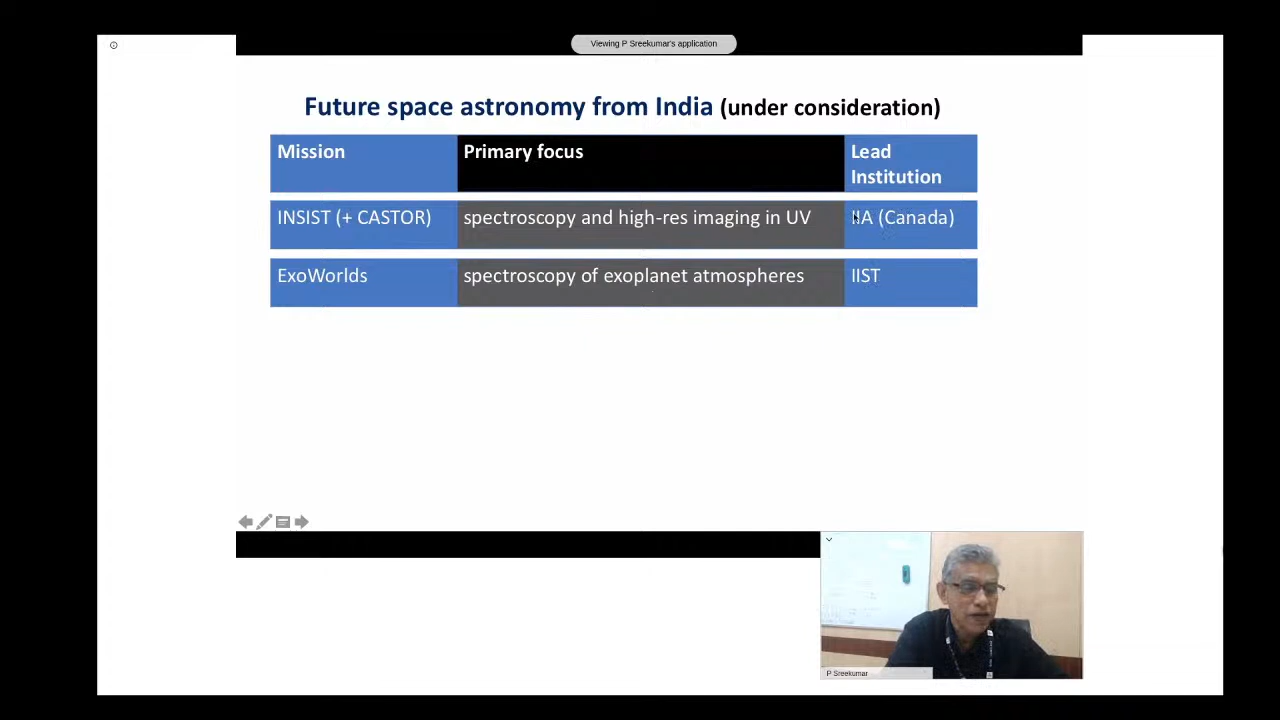 Viewing P Sreekumar's application
Future space astronomy from India (under consideration)
Mission
Primary focus
Lead
Institution
INSIST (+ CASTOR)
spectroscopy and high-res imaging in UV
IIA (Canada)
ExoWorlds
spectroscopy of exoplanet atmospheres
IIST
P Sreekumar